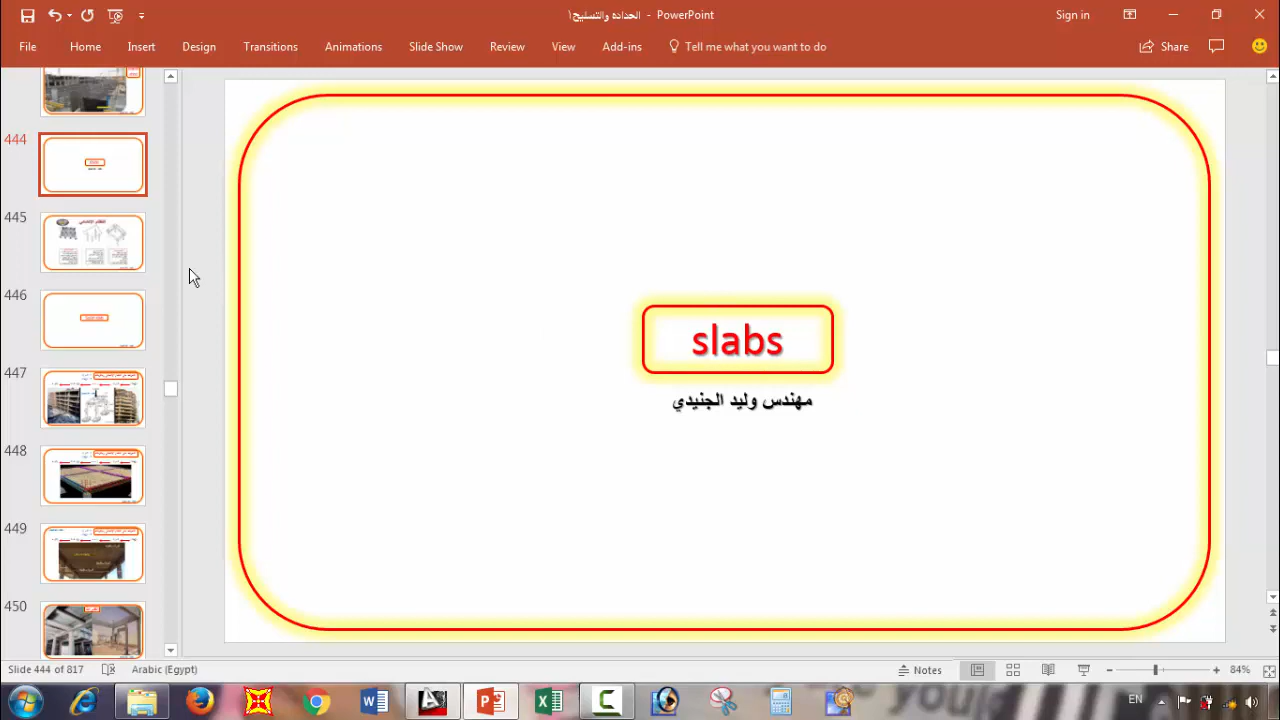 الحداده والتسليح1 - PowerPoint
Sign in
File
Home
Insert
Design
Transitions
Animations
Slide Show
Review
View
Add-ins
Tell me what you want to do
Share
444
445
446
447
448
449
450
slabs
مهندس وليد الجنيدي
Slide 444 of 817
Arabic (Egypt)
Notes
84%
EN